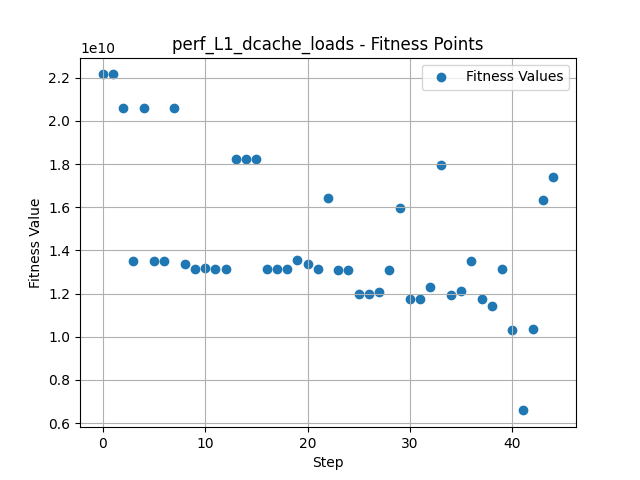 perf_L1_dcache_loads - Fitness Points
1e10
Fitness Values
2.2
2.0
1.8
1.6
1.4
1.2
1.0
0.8
0.6
Fitness Value
0 10 20 30 40
Step